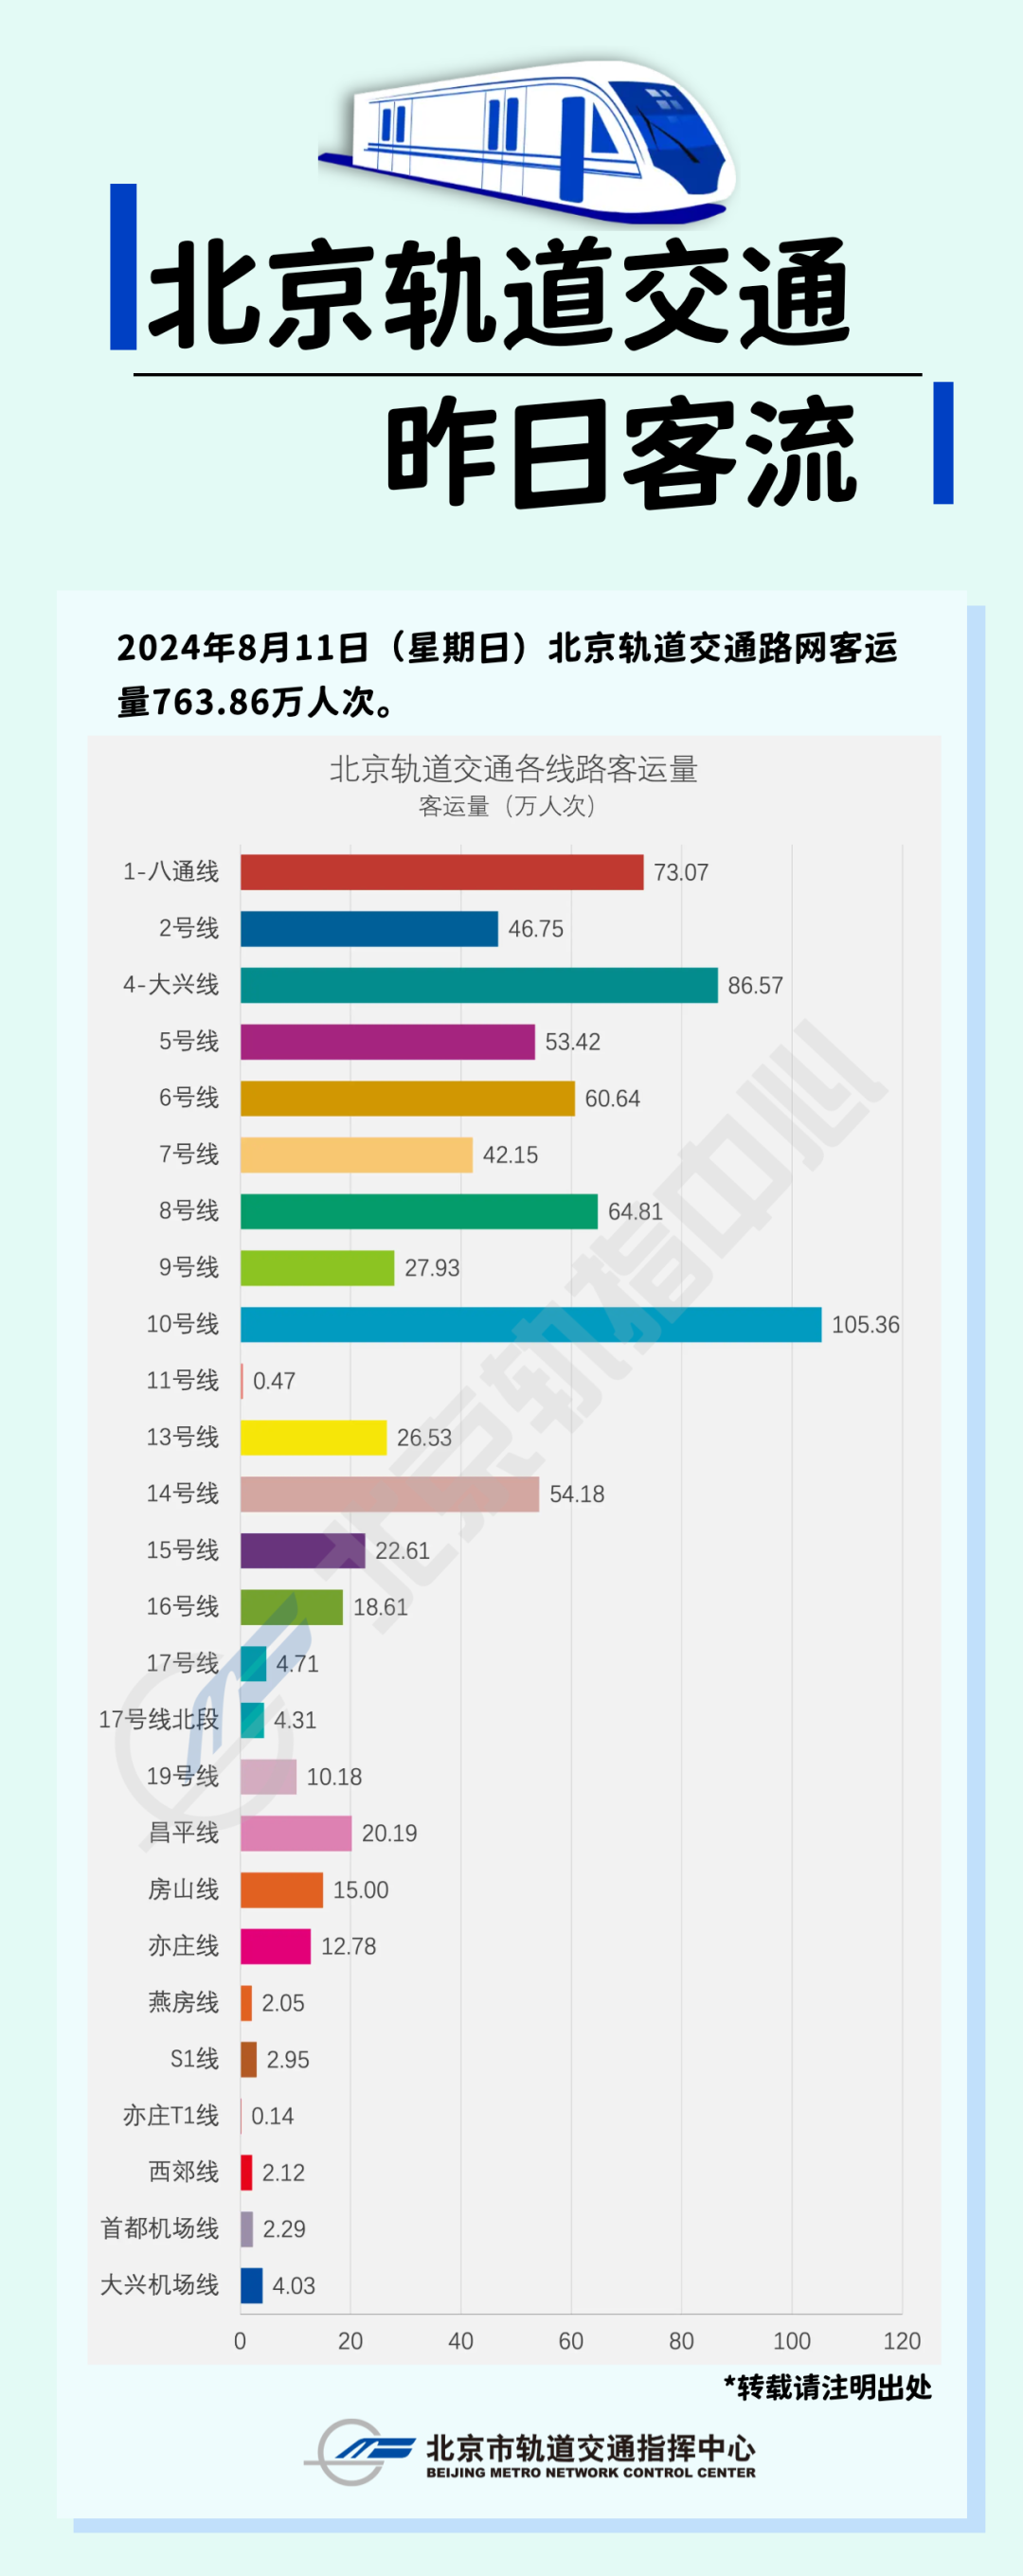 北京轨道交通
昨日客流
2024年8月11日（星期日）北京轨道交通路网客运
量763.86万人次。
北京轨道交通各线路客运量
客运量（万人次）
1-八通线 73.07
2号线 46.75
4-大兴线 86.57
5号线 53.42
6号线 60.64
7号线 42.15
8号线 64.81
9号线 27.93
10号线 105.36
11号线 0.47
13号线 26.53
14号线 54.18
15号线 22.61
16号线 18.61
17号线 4.71
17号线北段 4.31
19号线 10.18
昌平线 20.19
房山线 15.00
亦庄线 12.78
燕房线 2.05
S1线 2.95
亦庄T1线 0.14
西郊线 2.12
首都机场线 2.29
大兴机场线 4.03
0 20 40 60 80 100 120
北京轨指中心
*转载请注明出处
北京市轨道交通指挥中心
BEIJING METRO NETWORK CONTROL CENTER